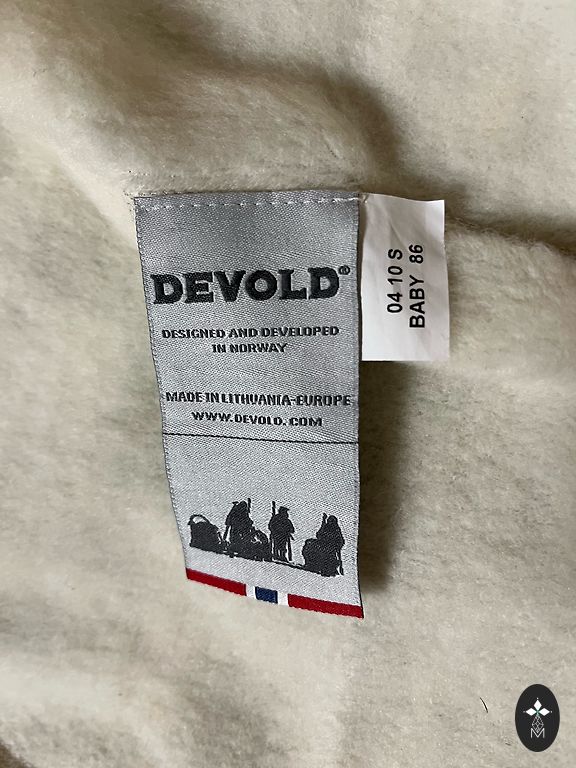 DEVOLD®
DESIGNED AND DEVELOPED
IN NORWAY
MADE IN LITHUANIA-EUROPE
WWW.DEVOLD.COM
04 10 S
BABY 86
M